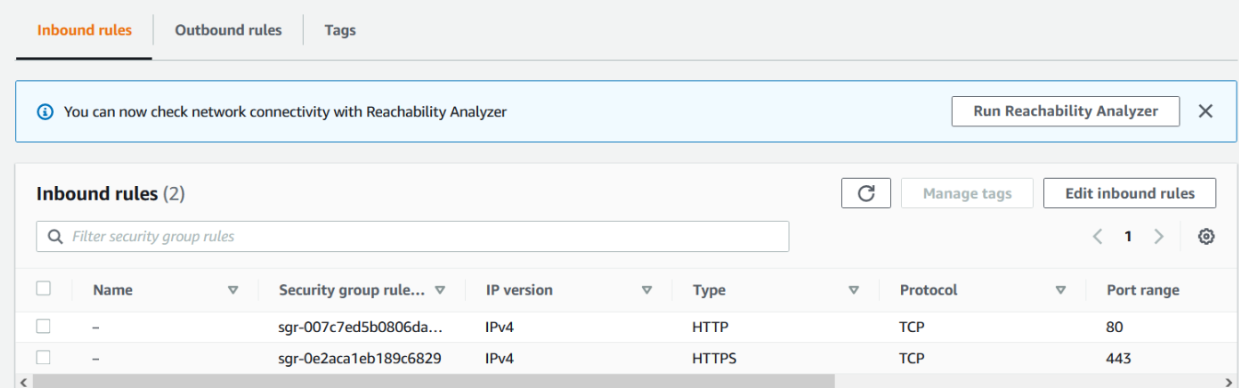 Inbound rules Outbound rules Tags
You can now check network connectivity with Reachability Analyzer Run Reachability Analyzer
Inbound rules (2) Manage tags Edit inbound rules
Filter security group rules 1
Name Security group rule... IP version Type Protocol Port range
– sgr-007c7ed5b0806da... IPv4 HTTP TCP 80
– sgr-0e2aca1eb189c6829 IPv4 HTTPS TCP 443